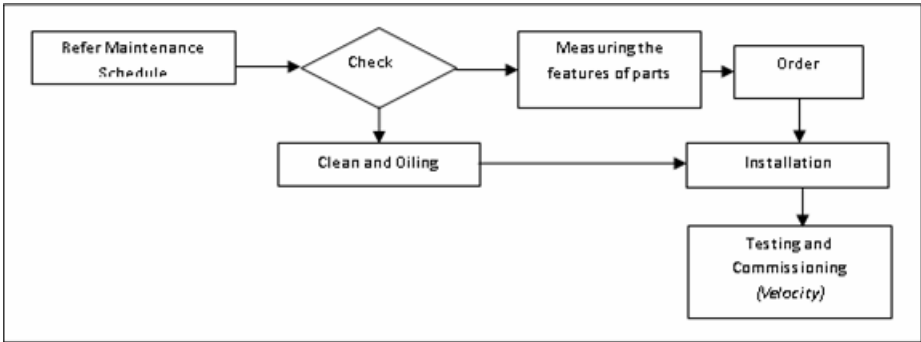 Refer Maintenance
Schedule
Check
Measuring the
features of parts
Order
Clean and Oiling
Installation
Testing and
Commissioning
(Velocity)